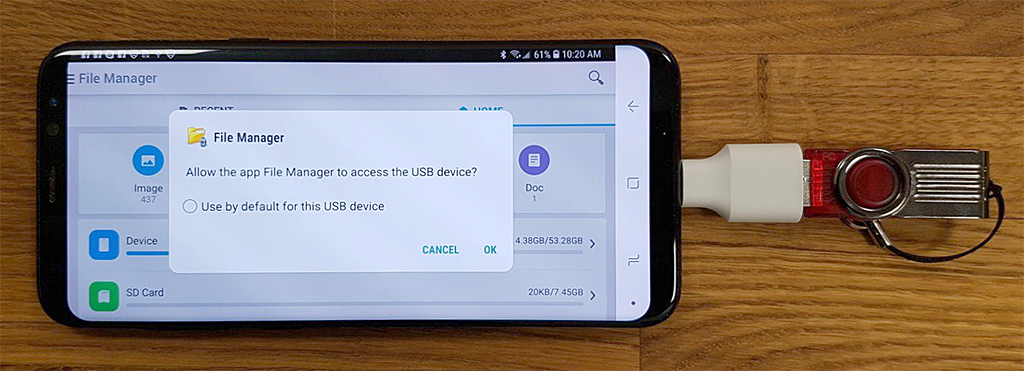 61% 10:20 AM
File Manager
RECENT
HOME
File Manager
Allow the app File Manager to access the USB device?
Use by default for this USB device
CANCEL
OK
Image
437
Doc
1
Device
4.38GB/53.28GB
SD Card
20KB/7.45GB